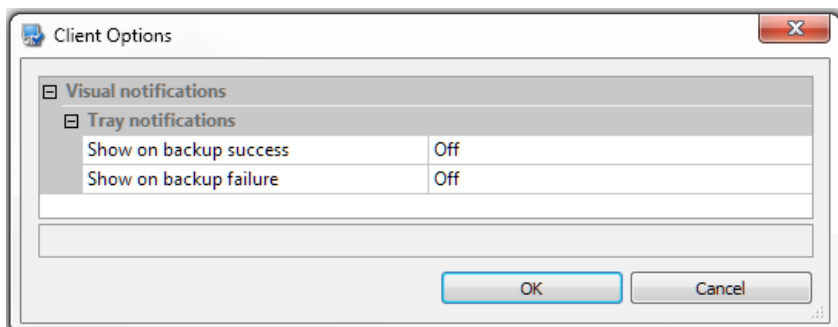 Client Options
Visual notifications
Tray notifications
Show on backup success Off
Show on backup failure Off
OK Cancel